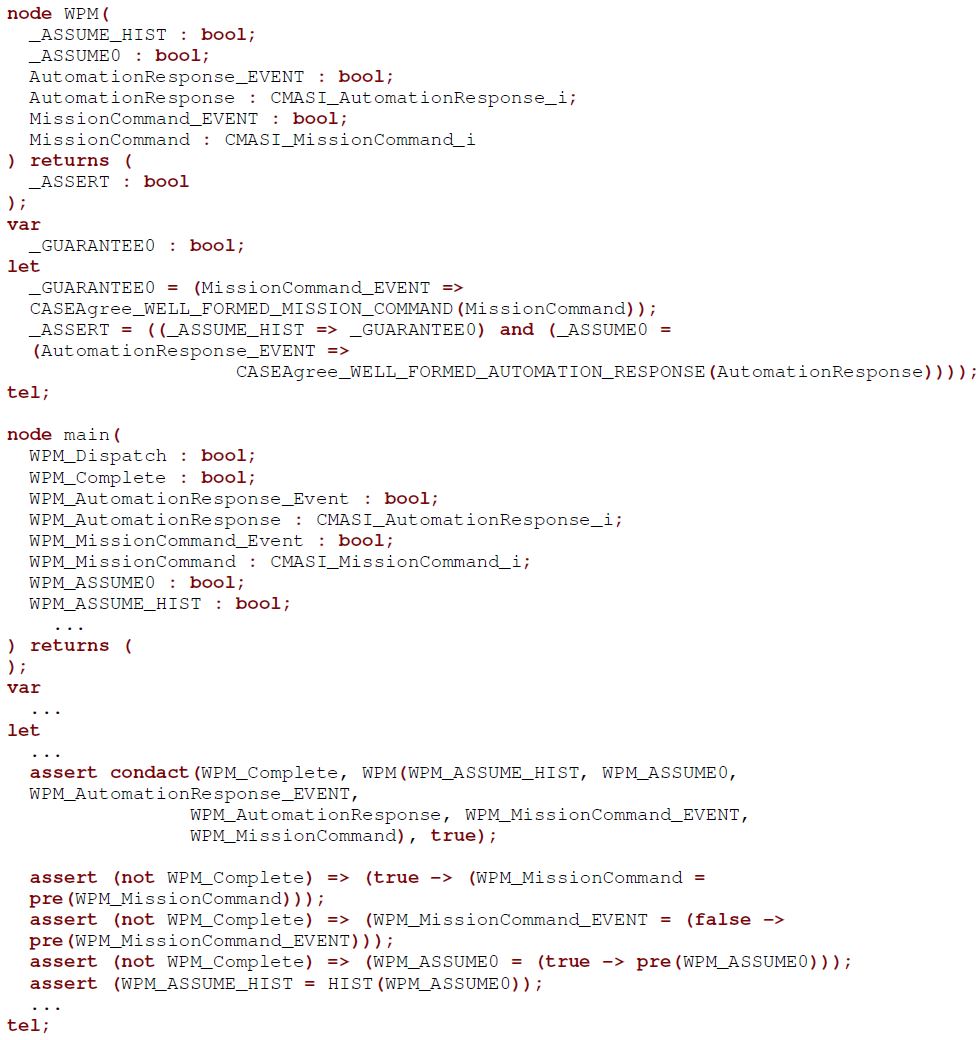 node WPM(
_ASSUME_HIST : bool;
_ASSUME0 : bool;
AutomationResponse_EVENT : bool;
AutomationResponse : CMASI_AutomationResponse_i;
MissionCommand_EVENT : bool;
MissionCommand : CMASI_MissionCommand_i
) returns (
_ASSERT : bool
);
var
_GUARANTEE0 : bool;
let
_GUARANTEE0 = (MissionCommand_EVENT =>
CASEAgree_WELL_FORMED_MISSION_COMMAND(MissionCommand));
_ASSERT = ((_ASSUME_HIST => _GUARANTEE0) and (_ASSUME0 =
(AutomationResponse_EVENT =>
CASEAgree_WELL_FORMED_AUTOMATION_RESPONSE(AutomationResponse))));
tel;
node main(
WPM_Dispatch : bool;
WPM_Complete : bool;
WPM_AutomationResponse_Event : bool;
WPM_AutomationResponse : CMASI_AutomationResponse_i;
WPM_MissionCommand_Event : bool;
WPM_MissionCommand : CMASI_MissionCommand_i;
WPM_ASSUME0 : bool;
WPM_ASSUME_HIST : bool;
...
) returns (
);
var
...
let
...
assert condact(WPM_Complete, WPM(WPM_ASSUME_HIST, WPM_ASSUME0,
WPM_AutomationResponse_EVENT,
WPM_AutomationResponse, WPM_MissionCommand_EVENT,
WPM_MissionCommand), true);
assert (not WPM_Complete) => (true -> (WPM_MissionCommand =
pre(WPM_MissionCommand)));
assert (not WPM_Complete) => (WPM_MissionCommand_EVENT = (false ->
pre(WPM_MissionCommand_EVENT)));
assert (not WPM_Complete) => (WPM_ASSUME0 = (true -> pre(WPM_ASSUME0)));
assert (WPM_ASSUME_HIST = HIST(WPM_ASSUME0));
...
tel;